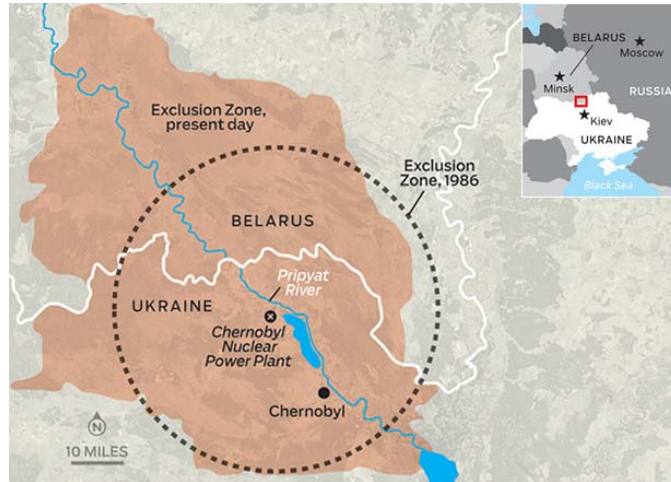 Exclusion Zone,
present day
Exclusion
Zone, 1986
BELARUS
UKRAINE
Pripyat
River
Chernobyl
Nuclear
Power Plant
Chernobyl
N
10 MILES
BELARUS
Moscow
Minsk
RUSSIA
Kiev
UKRAINE
Black Sea